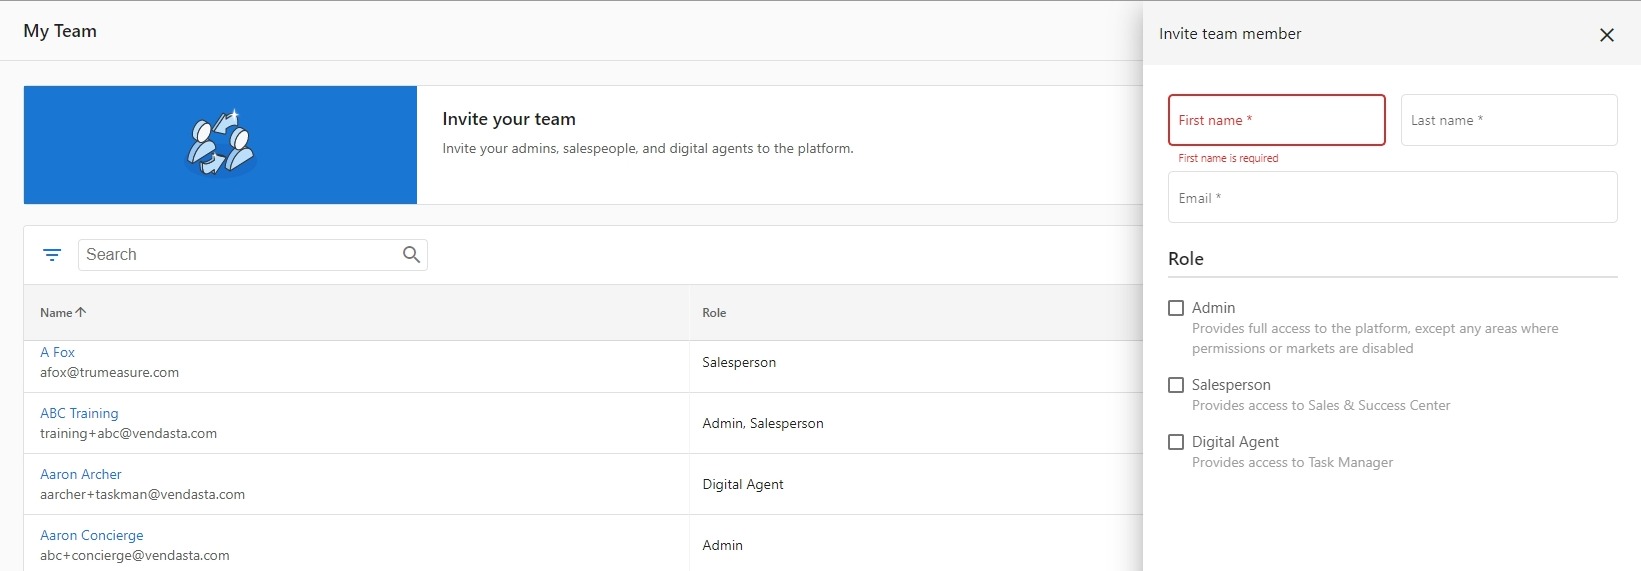 My Team
Invite your team
Invite your admins, salespeople, and digital agents to the platform.
Search
Name Role
A Fox
afox@trumeasure.com
Salesperson
ABC Training
training+abc@vendasta.com
Admin, Salesperson
Aaron Archer
aarcher+taskman@vendasta.com
Digital Agent
Aaron Concierge
abc+concierge@vendasta.com
Admin
Invite team member
First name * Last name *
First name is required
Email *
Role
Admin
Provides full access to the platform, except any areas where
permissions or markets are disabled
Salesperson
Provides access to Sales & Success Center
Digital Agent
Provides access to Task Manager